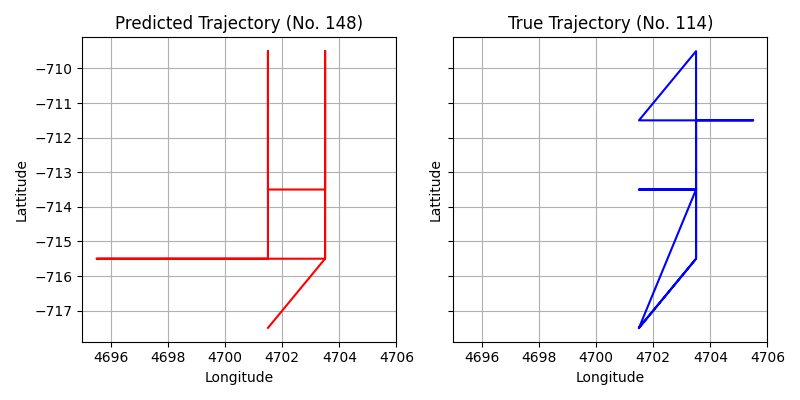 Predicted Trajectory (No. 148)
True Trajectory (No. 114)
−710
−711
−712
−713
−714
−715
−716
−717
Lattitude
Lattitude
4696 4698 4700 4702 4704 4706
4696 4698 4700 4702 4704 4706
Longitude
Longitude